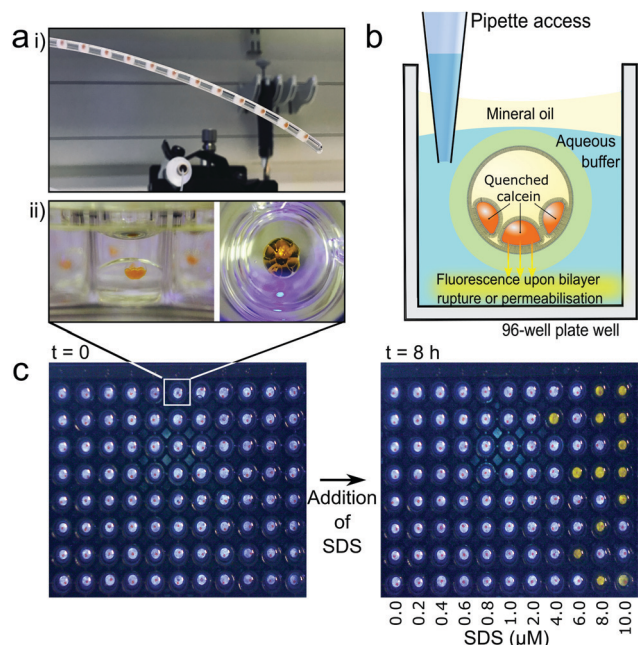 a i)
ii)
b
Pipette access
Mineral oil
Aqueous
buffer
Quenched
calcein
Fluorescence upon bilayer
rupture or permeabilisation
96-well plate well
c
t = 0
t = 8 h
Addition
of
SDS
0.0 0.2 0.4 0.6 0.8 1.0 2.0 4.0 6.0 8.0 10.0
SDS (µM)